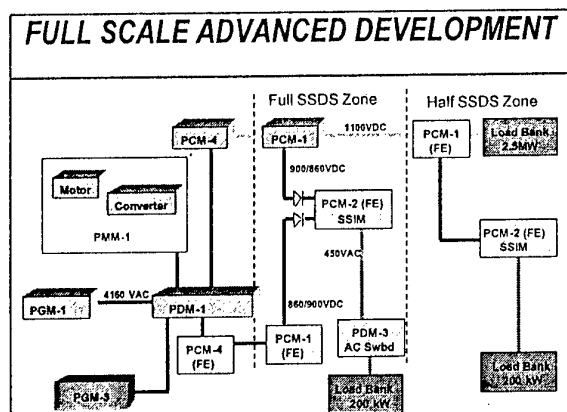 FULL SCALE ADVANCED DEVELOPMENT
Full SSDS Zone
Half SSDS Zone
PCM-4
PCM-1
1100VDC
PCM-1
(FE)
Load Bank
2.5MW
900/860VDC
Motor
Converter
PMM-1
PCM-2 (FE)
SSIM
PCM-2 (FE)
SSIM
450VAC
4160 VAC
PGM-1
PDM-1
860/900VDC
PCM-4
(FE)
PCM-1
(FE)
PDM-3
AC Swbd
PGM-3
Load Bank
200 kW
Load Bank
200 kW